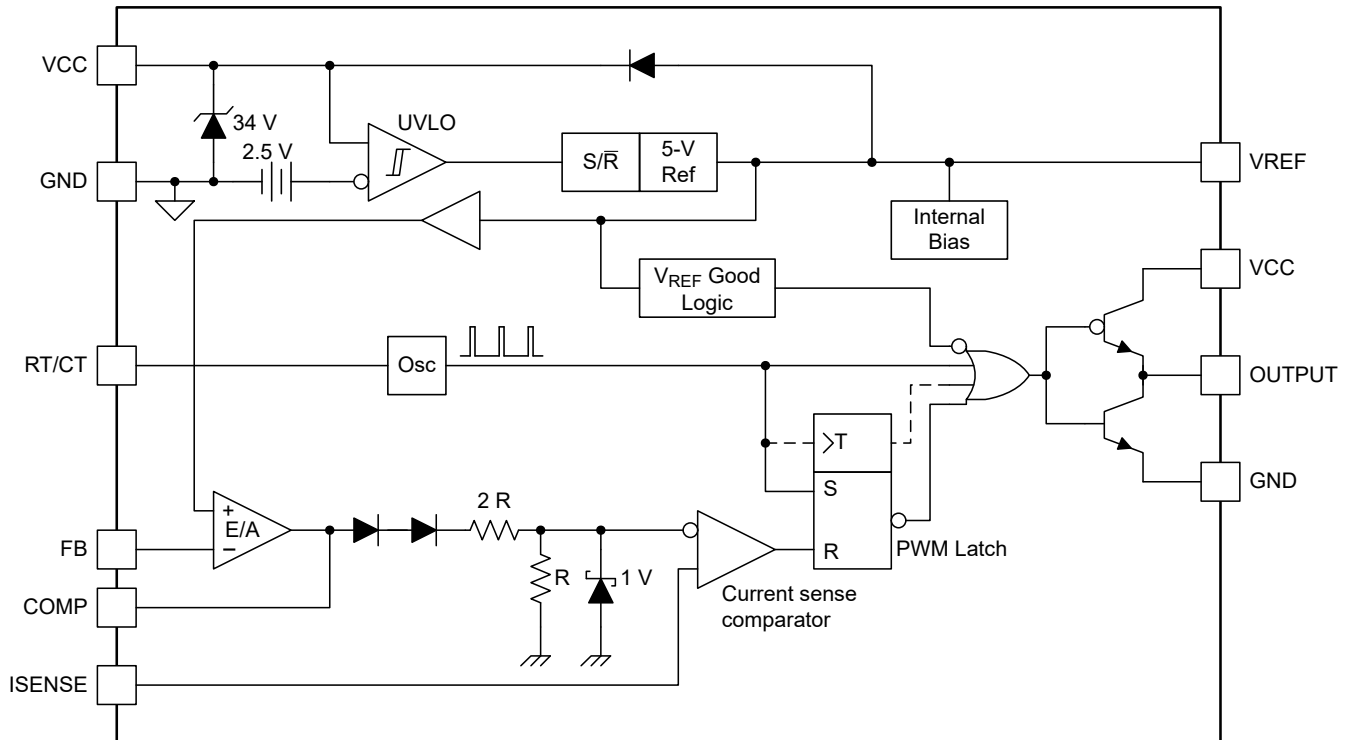 VCC
34 V
UVLO
2.5 V
GND
S/R̅
5-V
Ref
VREF
Internal
Bias
VREF Good
Logic
VCC
RT/CT
Osc
OUTPUT
>T
GND
S
2 R
+
E/A
−
FB
R
1 V
R
PWM Latch
COMP
Current sense
comparator
ISENSE